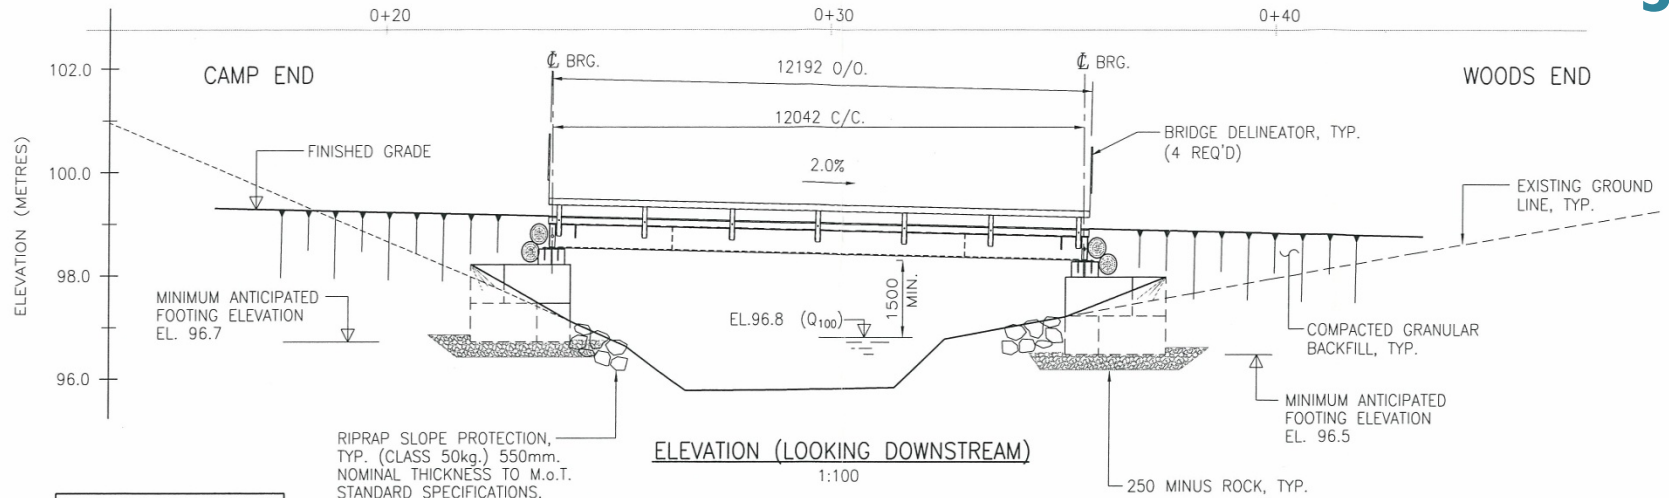 0+20
0+30
0+40
102.0
100.0
98.0
96.0
ELEVATION (METRES)
CAMP END
WOODS END
℄ BRG.
℄ BRG.
12192 O/O.
12042 C/C.
2.0%
BRIDGE DELINEATOR, TYP.
(4 REQ'D)
FINISHED GRADE
EXISTING GROUND
LINE, TYP.
MINIMUM ANTICIPATED
FOOTING ELEVATION
EL. 96.7
EL.96.8 (Q100)
1500
MIN.
COMPACTED GRANULAR
BACKFILL, TYP.
MINIMUM ANTICIPATED
FOOTING ELEVATION
EL. 96.5
RIPRAP SLOPE PROTECTION,
TYP. (CLASS 50kg.) 550mm.
NOMINAL THICKNESS TO M.o.T.
STANDARD SPECIFICATIONS.
ELEVATION (LOOKING DOWNSTREAM)
1:100
250 MINUS ROCK, TYP.